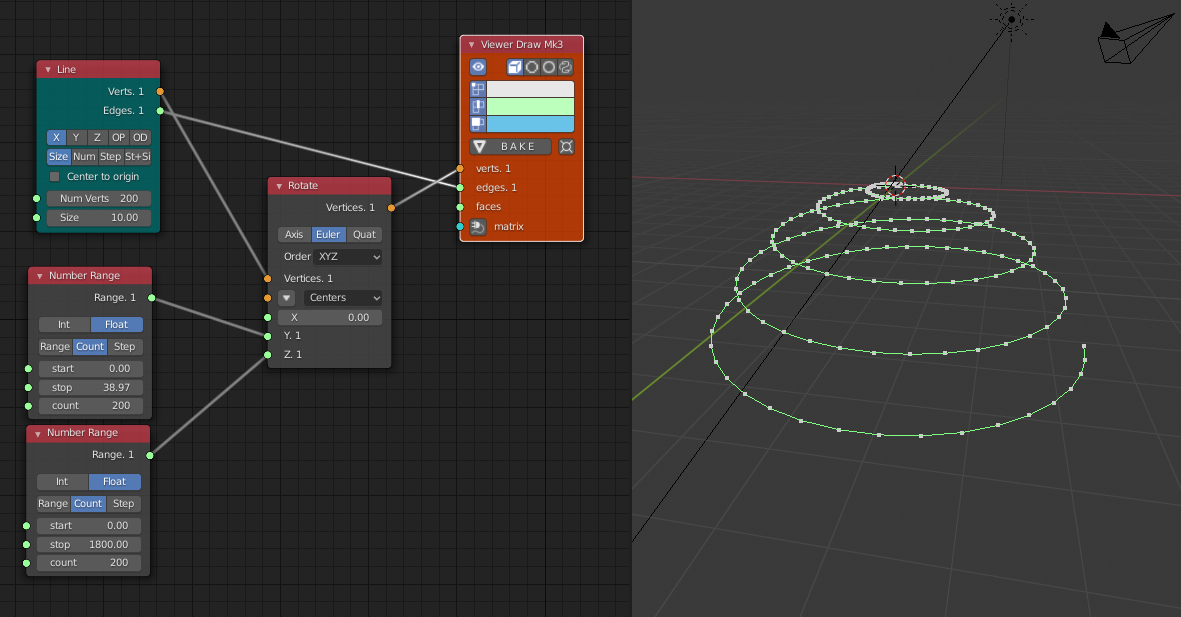 Line
Verts. 1
Edges. 1
X Y Z OP OD
Size Num Step St+Si
Center to origin
Num Verts 200
Size 10.00
Number Range
Range. 1
Int Float
Range Count Step
start 0.00
stop 38.97
count 200
Number Range
Range. 1
Int Float
Range Count Step
start 0.00
stop 1800.00
count 200
Rotate
Vertices. 1
Axis Euler Quat
Order XYZ
Vertices. 1
Centers
X 0.00
Y. 1
Z. 1
Viewer Draw Mk3
BAKE
verts. 1
edges. 1
faces
matrix